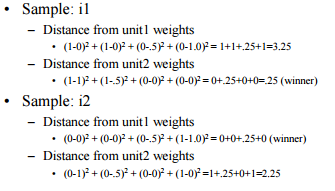 • Sample: i1
– Distance from unit1 weights
• (1-0)² + (1-0)² + (0-.5)² + (0-1.0)² = 1+1+.25+1=3.25
– Distance from unit2 weights
• (1-1)² + (1-.5)² + (0-0)² + (0-0)² = 0+.25+0+0=.25 (winner)
• Sample: i2
– Distance from unit1 weights
• (0-0)² + (0-0)² + (0-.5)² + (1-1.0)² = 0+0+.25+0 (winner)
– Distance from unit2 weights
• (0-1)² + (0-.5)² + (0-0)² + (1-0)² =1+.25+0+1=2.25